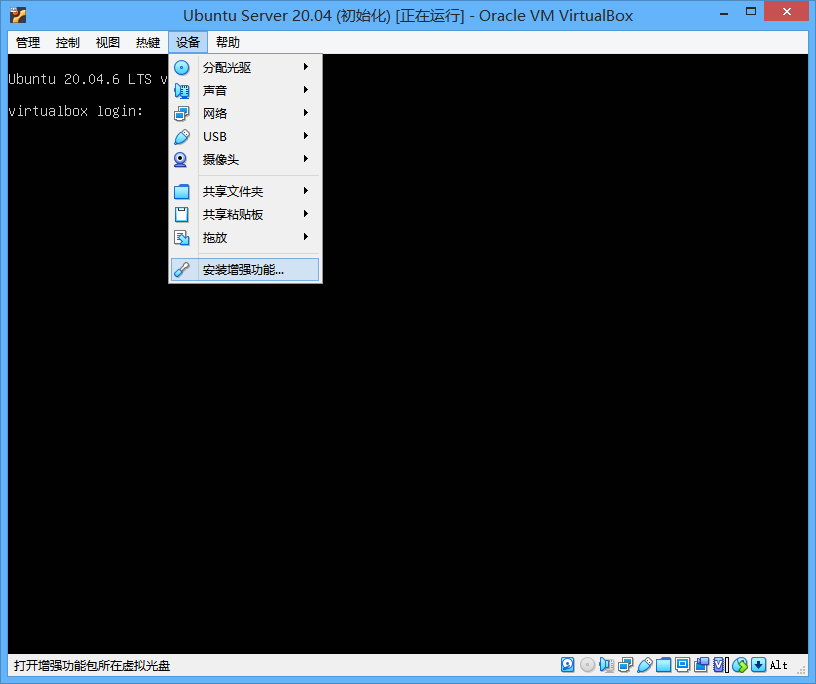 Ubuntu Server 20.04 (初始化) [正在运行] - Oracle VM VirtualBox
管理 控制 视图 热键 设备 帮助
Ubuntu 20.04.6 LTS v
virtualbox login:
分配光驱
声音
网络
USB
摄像头
共享文件夹
共享粘贴板
拖放
安装增强功能...
打开增强功能包所在虚拟光盘
Alt